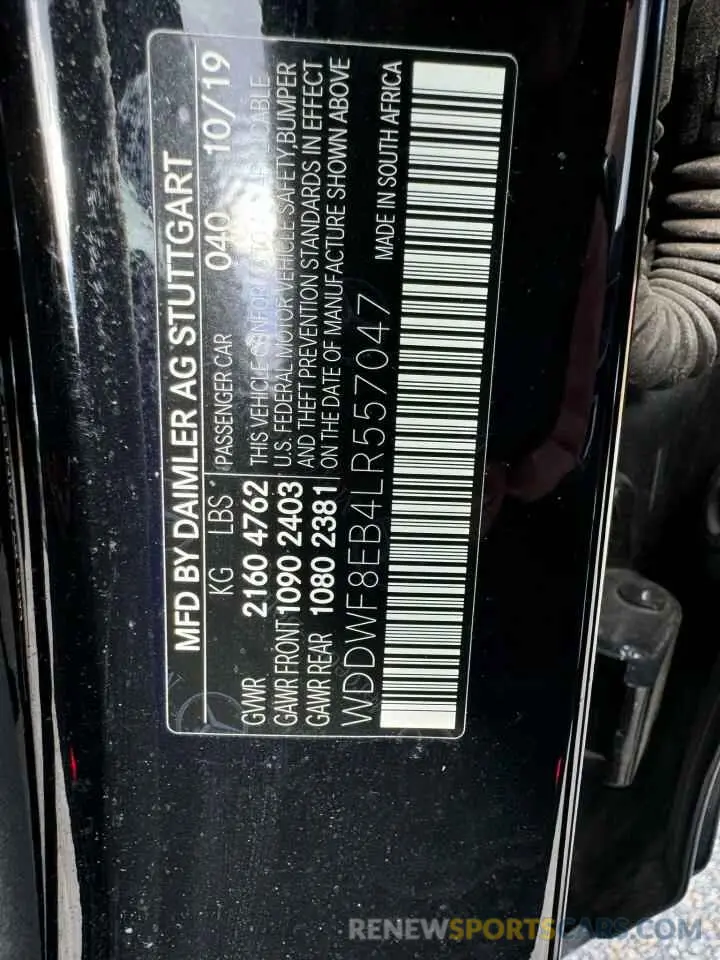 MFD BY DAIMLER AG STUTTGART
KG LBS PASSENGER CAR 040 10/19
GVWR 2160 4762
GAWR FRONT 1090 2403
GAWR REAR 1080 2381
THIS VEHICLE
U.S. FEDERAL MOTOR VEHICLE SAFETY, BUMPER
AND THEFT PREVENTION STANDARDS IN EFFECT
ON THE DATE OF MANUFACTURE SHOWN ABOVE
WDDWF8EB4LR557047 MADE IN SOUTH AFRICA
RENEWSPORTSCARS.COM